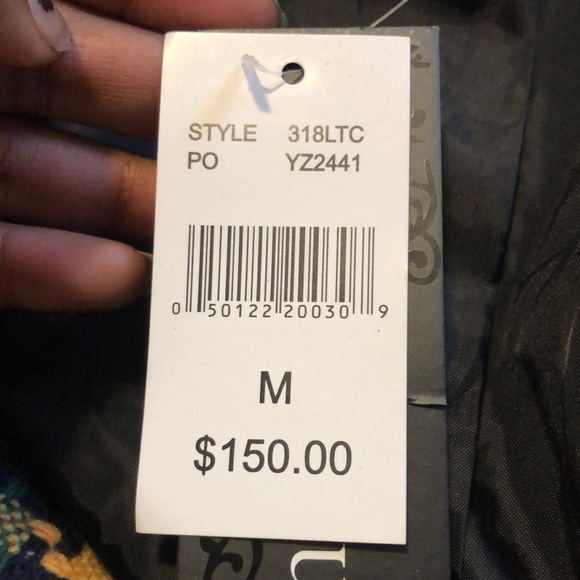 STYLE 318LTC
PO YZ2441
0 50122 20030 9
M
$150.00
U